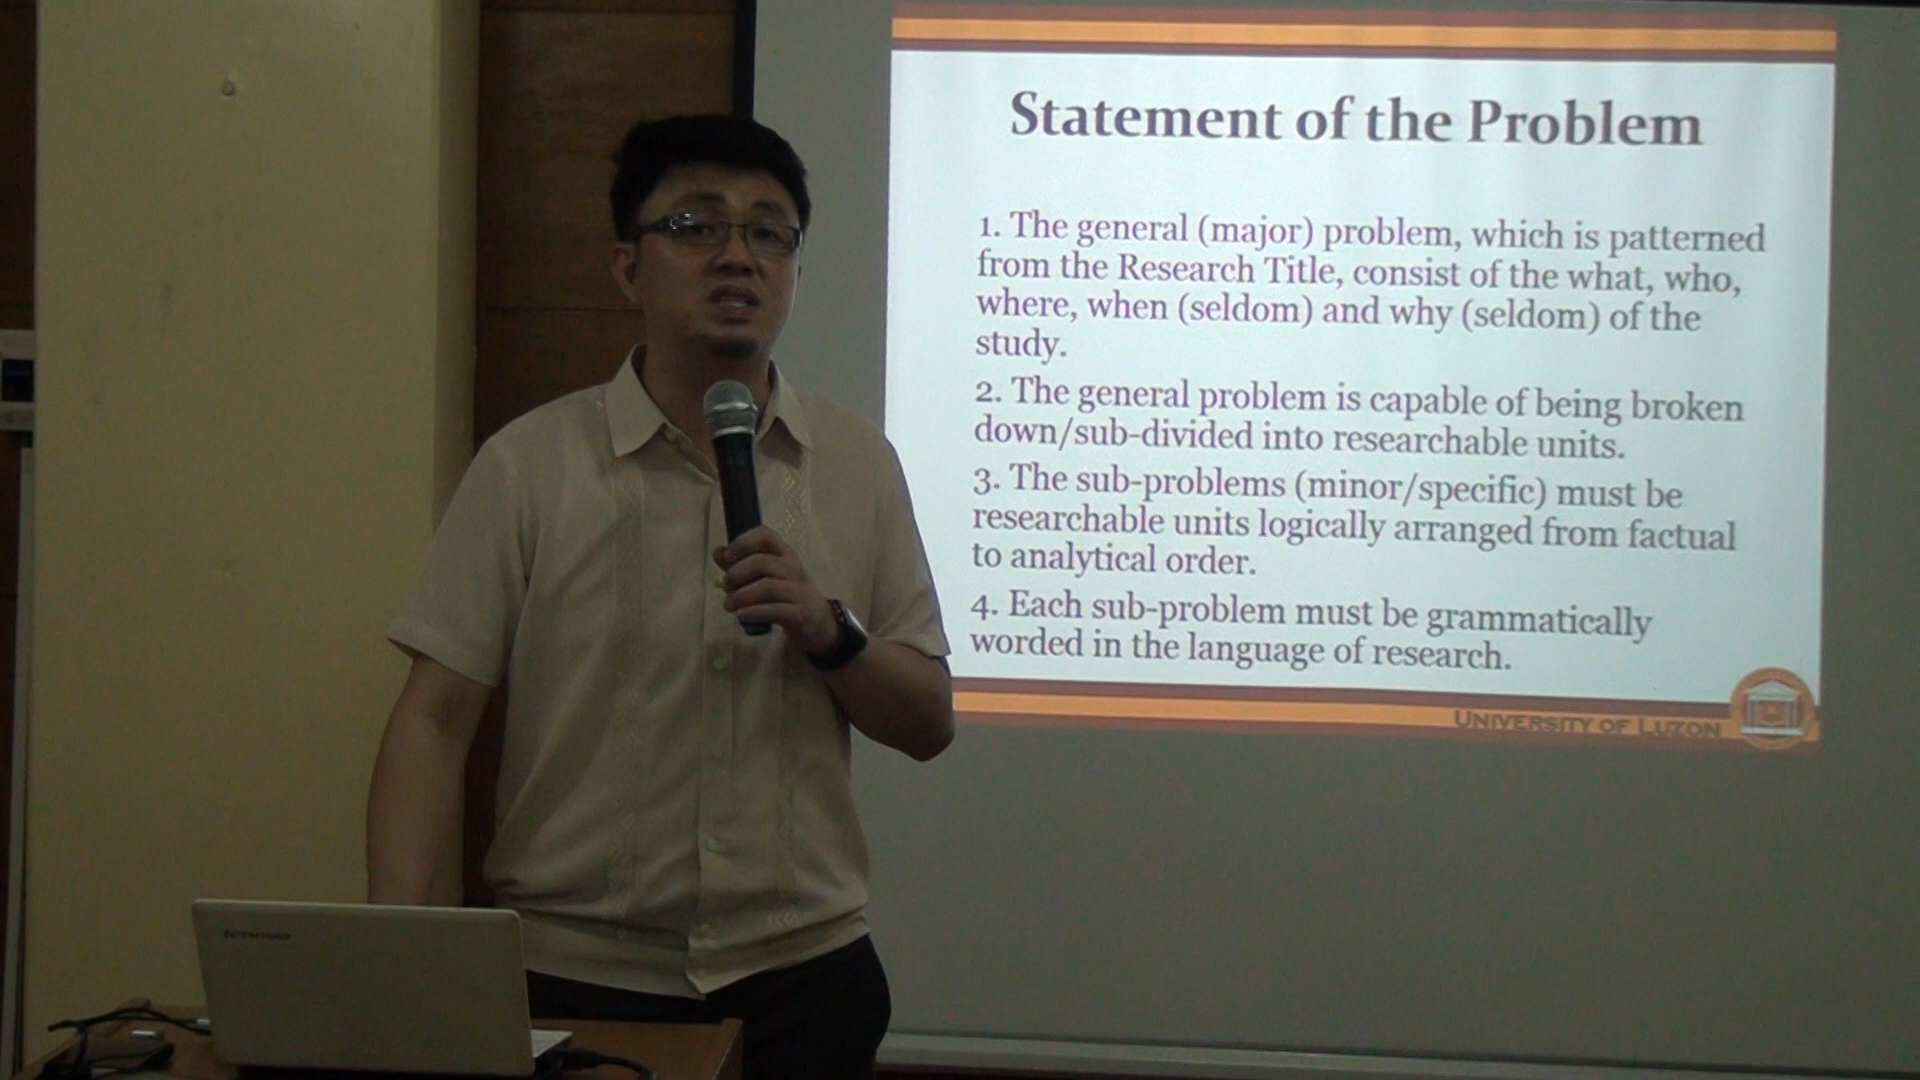 Statement of the Problem
1. The general (major) problem, which is patterned
from the Research Title, consist of the what, who,
where, when (seldom) and why (seldom) of the
study.
2. The general problem is capable of being broken
down/sub-divided into researchable units.
3. The sub-problems (minor/specific) must be
researchable units logically arranged from factual
to analytical order.
4. Each sub-problem must be grammatically
worded in the language of research.
UNIVERSITY OF LUZON
lenovo